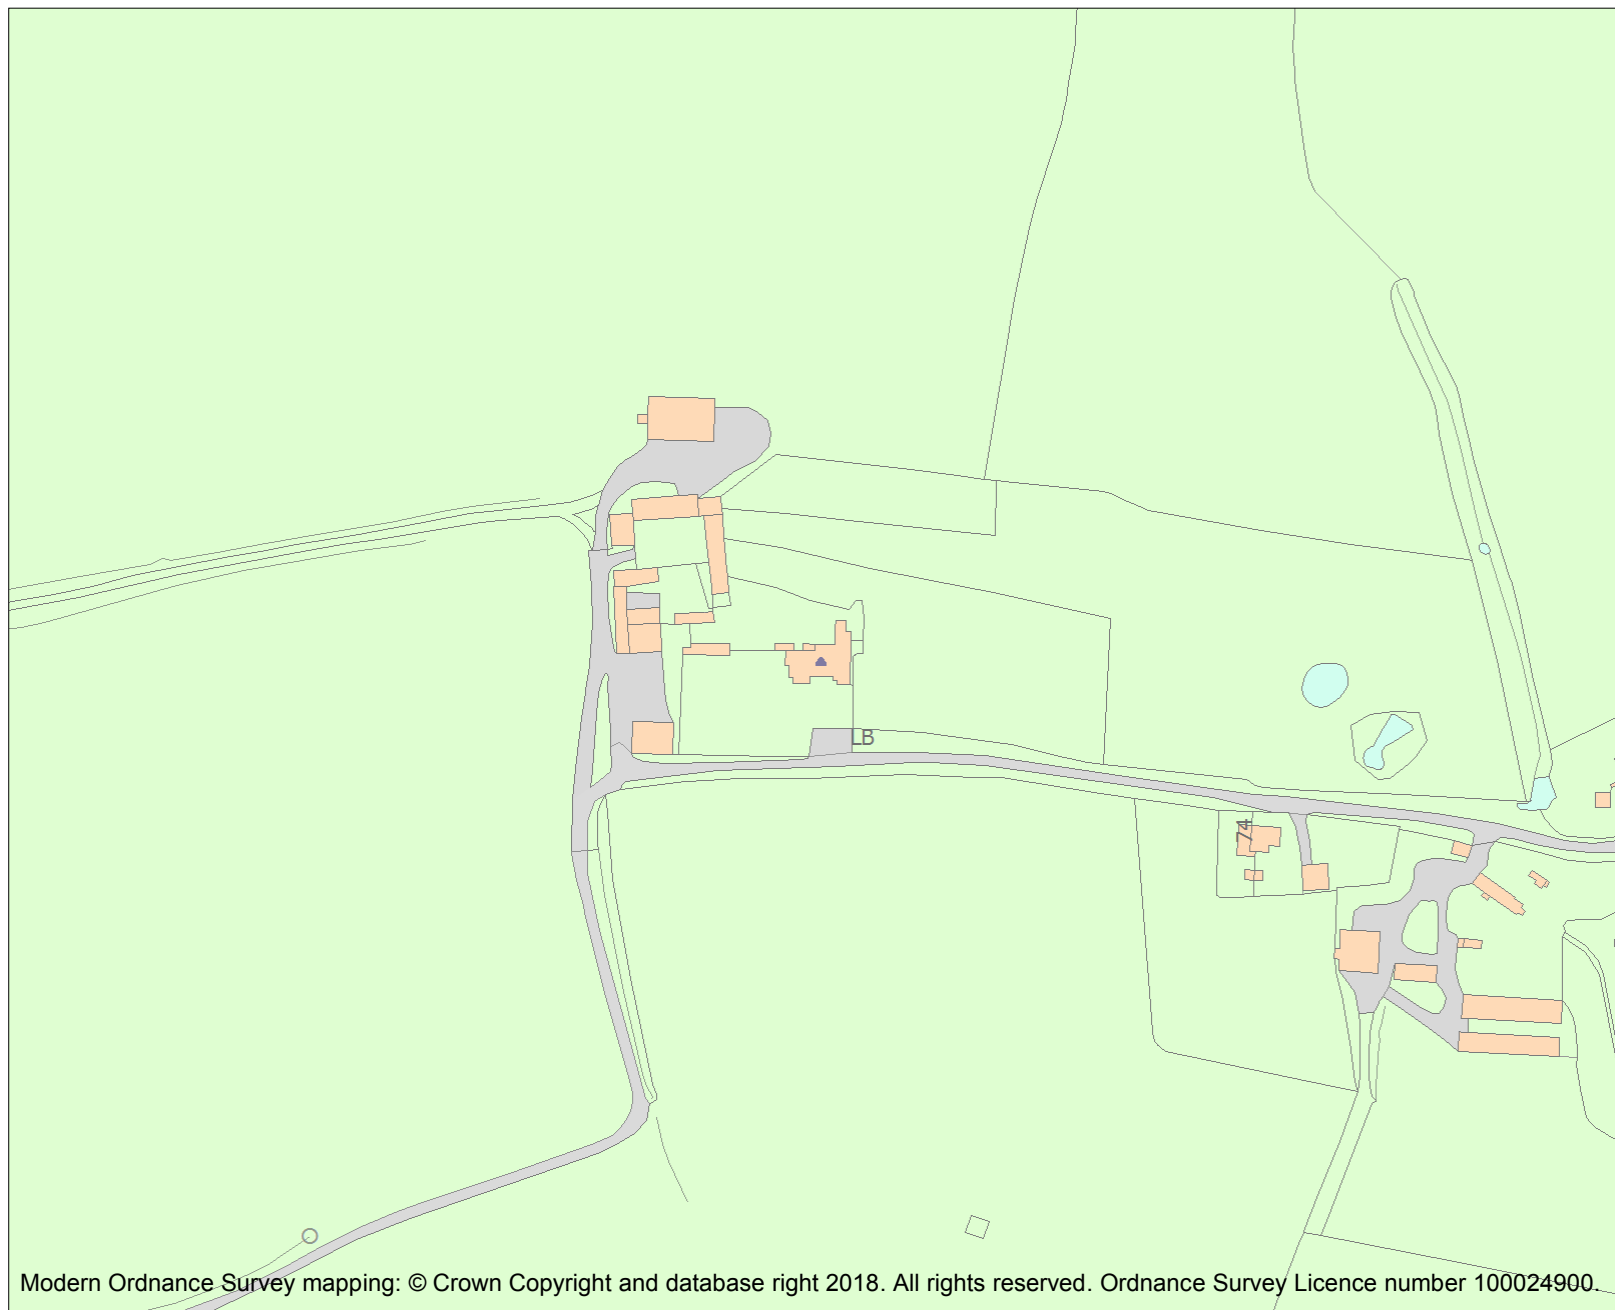 LB
74
Modern Ordnance Survey mapping: © Crown Copyright and database right 2018. All rights reserved. Ordnance Survey Licence number 100024900.